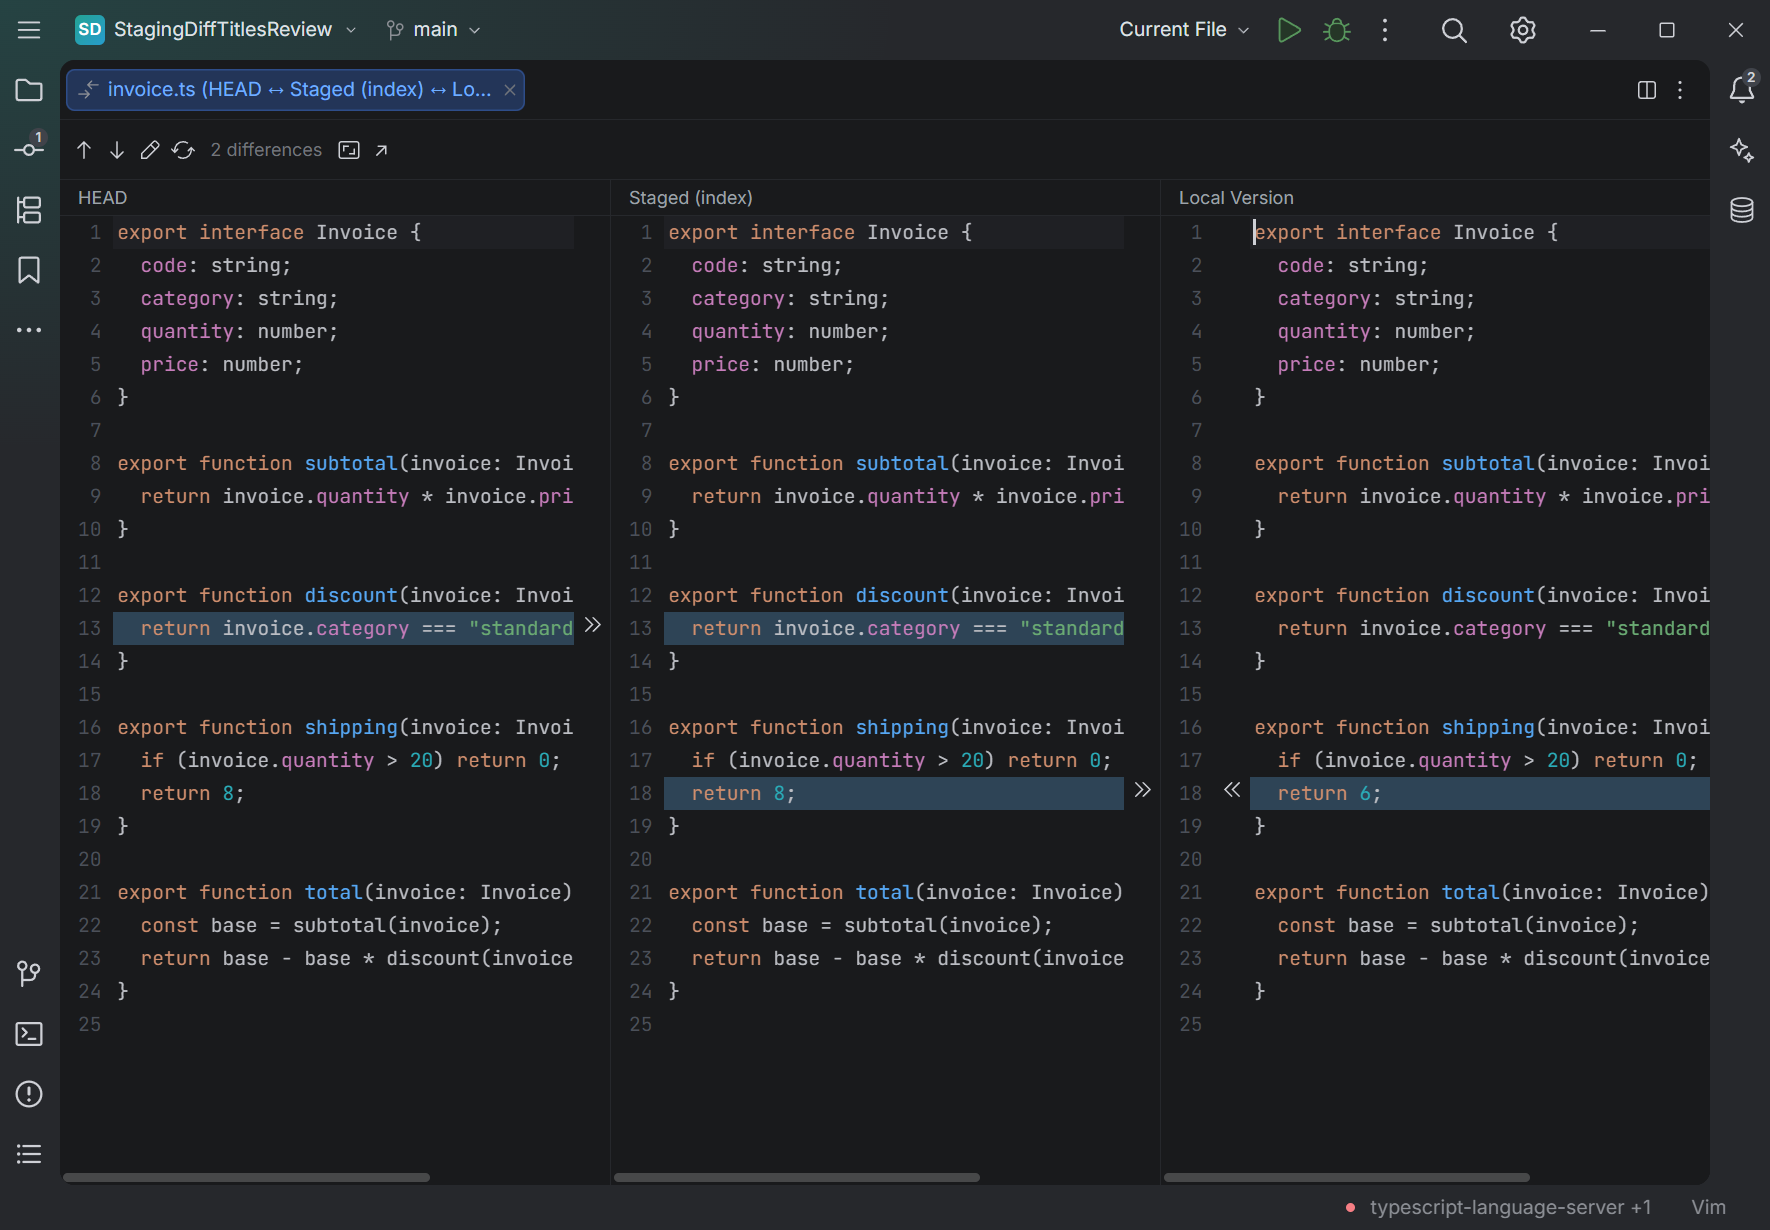 SD StagingDiffTitlesReview main Current File
invoice.ts (HEAD ↔ Staged (index) ↔ Lo...
2
1
2 differences
HEAD
1 export interface Invoice {
2 code: string;
3 category: string;
4 quantity: number;
5 price: number;
6 }
7
8 export function subtotal(invoice: Invoi
9 return invoice.quantity * invoice.pri
10 }
11
12 export function discount(invoice: Invoi
13 return invoice.category === "standard
14 }
15
16 export function shipping(invoice: Invoi
17 if (invoice.quantity > 20) return 0;
18 return 8;
19 }
20
21 export function total(invoice: Invoice)
22 const base = subtotal(invoice);
23 return base - base * discount(invoice
24 }
25
Staged (index)
1 export interface Invoice {
2 code: string;
3 category: string;
4 quantity: number;
5 price: number;
6 }
7
8 export function subtotal(invoice: Invoi
9 return invoice.quantity * invoice.pri
10 }
11
12 export function discount(invoice: Invoi
13 return invoice.category === "standard
14 }
15
16 export function shipping(invoice: Invoi
17 if (invoice.quantity > 20) return 0;
18 return 8;
19 }
20
21 export function total(invoice: Invoice)
22 const base = subtotal(invoice);
23 return base - base * discount(invoice
24 }
25
Local Version
1 export interface Invoice {
2 code: string;
3 category: string;
4 quantity: number;
5 price: number;
6 }
7
8 export function subtotal(invoice: Invoi
9 return invoice.quantity * invoice.pri
10 }
11
12 export function discount(invoice: Invoi
13 return invoice.category === "standard
14 }
15
16 export function shipping(invoice: Invoi
17 if (invoice.quantity > 20) return 0;
18 return 6;
19 }
20
21 export function total(invoice: Invoice)
22 const base = subtotal(invoice);
23 return base - base * discount(invoice
24 }
25
typescript-language-server +1 Vim